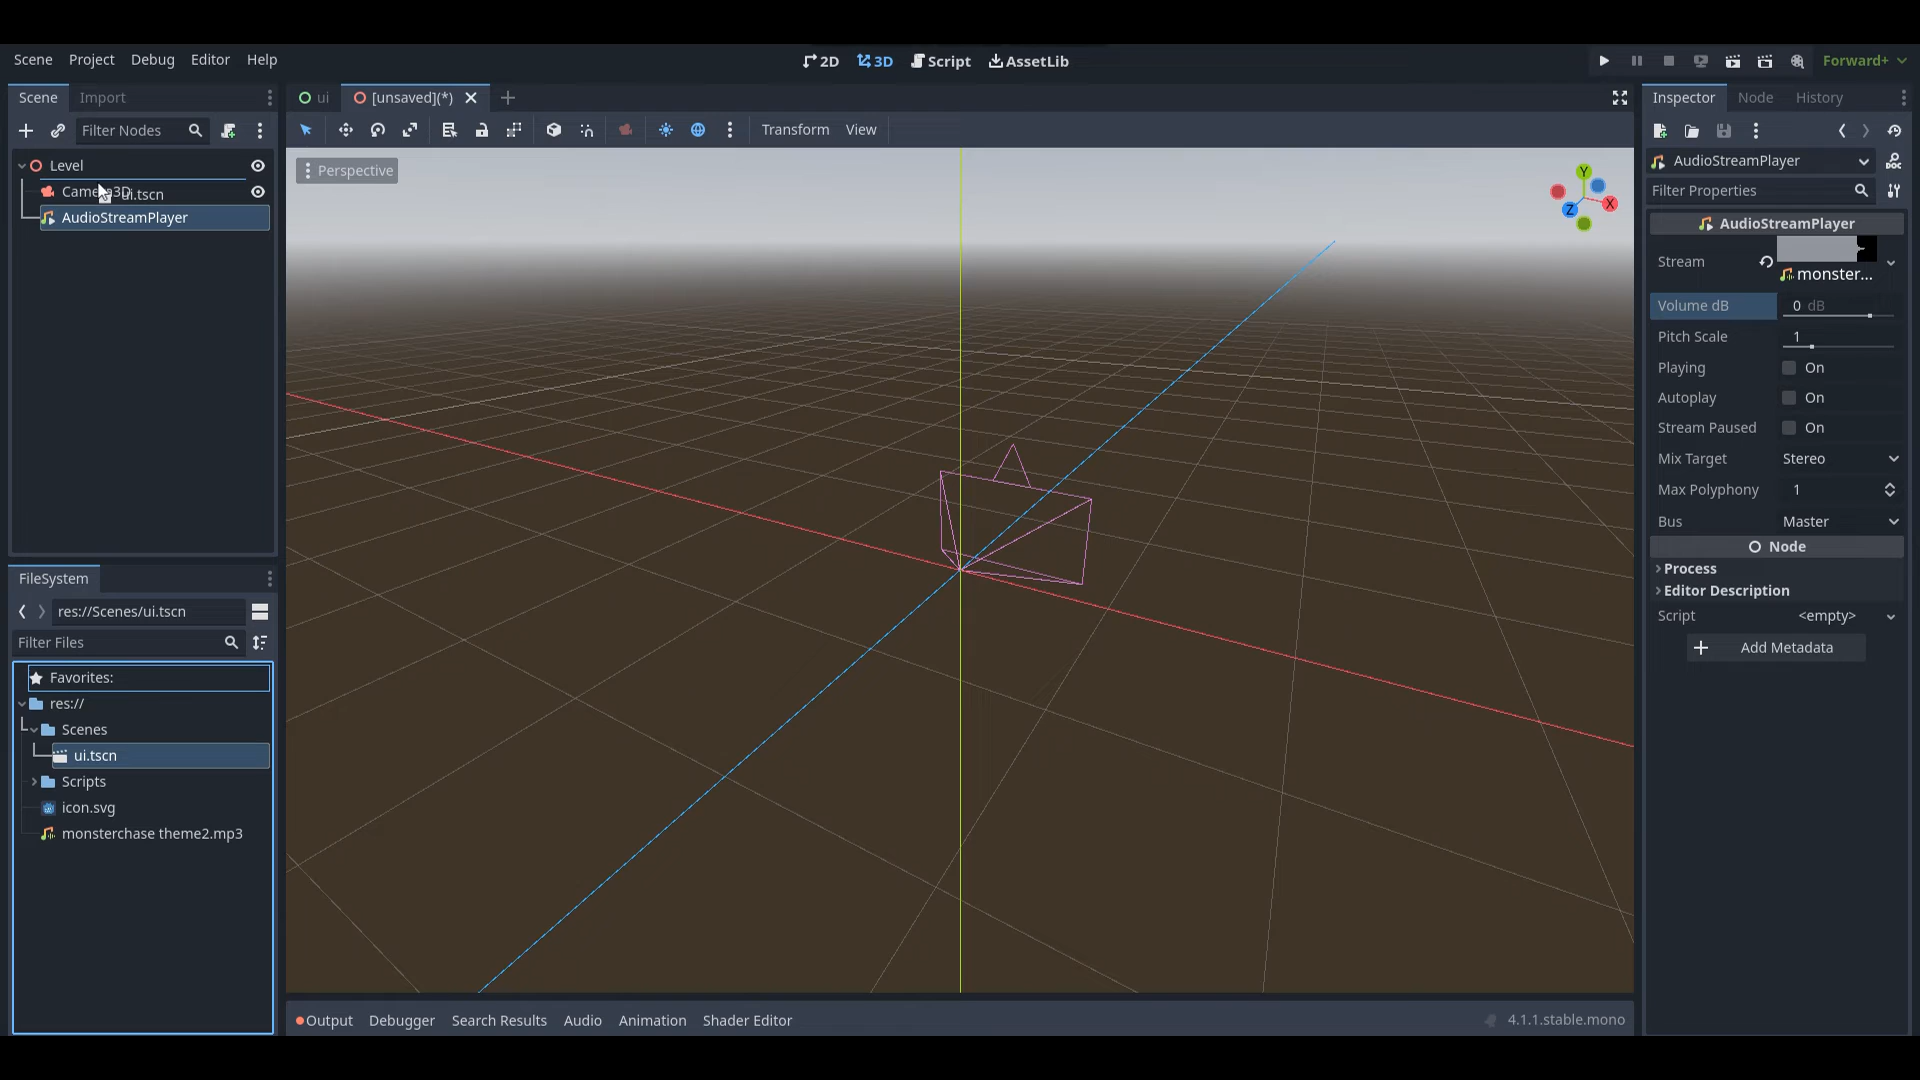 Scene Project Debug Editor Help
2D 3D Script AssetLib
Forward+
Scene Import
ui [unsaved](*)
Inspector Node History
Filter Nodes
Transform View
Perspective
Level
Camera3D
ui.tscn
AudioStreamPlayer
Y
X
Z
AudioStreamPlayer
Filter Properties
AudioStreamPlayer
Stream
monster...
Volume dB 0 dB
Pitch Scale 1
Playing On
Autoplay On
Stream Paused On
Mix Target Stereo
Max Polyphony 1
Bus Master
Node
Process
Editor Description
Script <empty>
Add Metadata
FileSystem
res://Scenes/ui.tscn
Filter Files
Favorites:
res://
Scenes
ui.tscn
Scripts
icon.svg
monsterchase theme2.mp3
Output Debugger Search Results Audio Animation Shader Editor
4.1.1.stable.mono